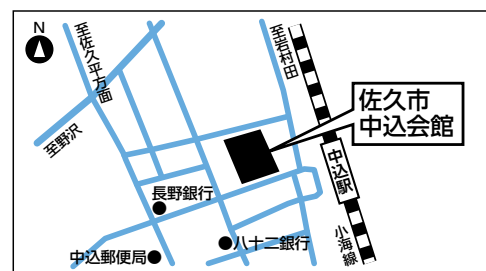 N
至佐久平方面
至岩村田
至野沢
佐久市
中込会館
中込駅
長野銀行
八十二銀行
中込郵便局
小海線